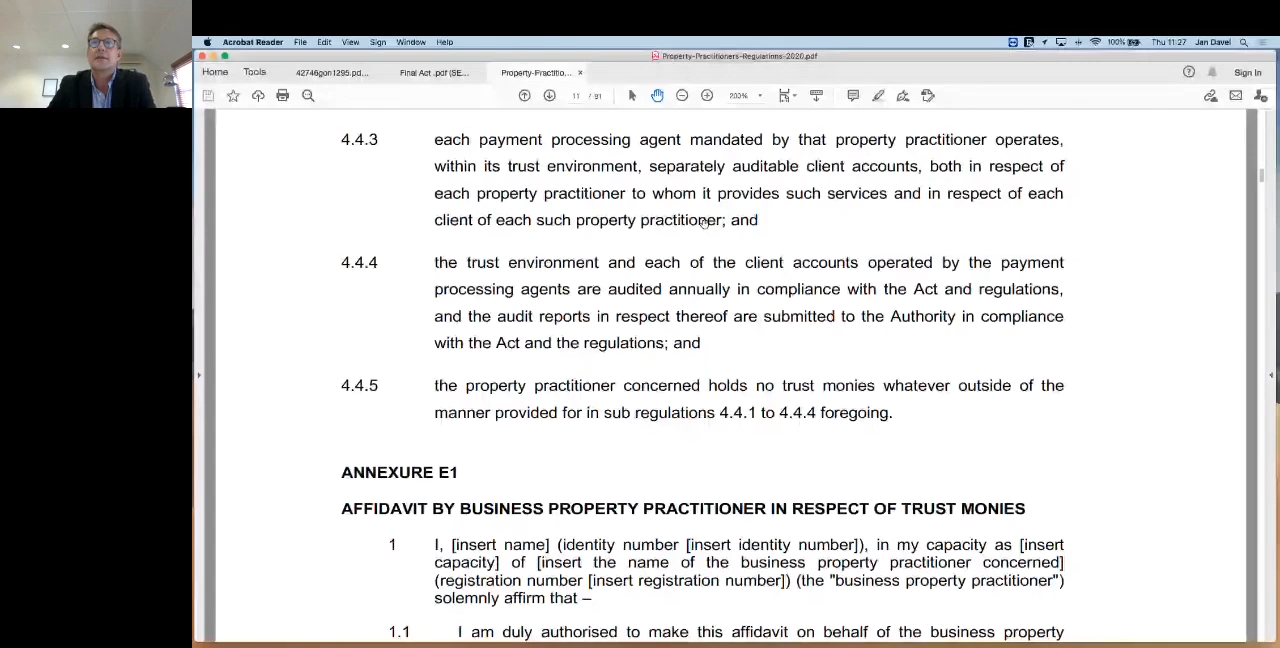 Acrobat Reader File Edit View Sign Window Help 100% Thu 11:27 Jan Davel
Property-Practitioners-Regulations-2020.pdf
Home Tools 42746gon1295.pd... Final Act .pdf (SE... Property-Practitio... × Sign In
11 / 91 200%
4.4.3 each payment processing agent mandated by that property practitioner operates,
within its trust environment, separately auditable client accounts, both in respect of
each property practitioner to whom it provides such services and in respect of each
client of each such property practitioner; and
4.4.4 the trust environment and each of the client accounts operated by the payment
processing agents are audited annually in compliance with the Act and regulations,
and the audit reports in respect thereof are submitted to the Authority in compliance
with the Act and the regulations; and
4.4.5 the property practitioner concerned holds no trust monies whatever outside of the
manner provided for in sub regulations 4.4.1 to 4.4.4 foregoing.
ANNEXURE E1
AFFIDAVIT BY BUSINESS PROPERTY PRACTITIONER IN RESPECT OF TRUST MONIES
1 I, [insert name] (identity number [insert identity number]), in my capacity as [insert
capacity] of [insert the name of the business property practitioner concerned]
(registration number [insert registration number]) (the "business property practitioner")
solemnly affirm that –
1.1 I am duly authorised to make this affidavit on behalf of the business property